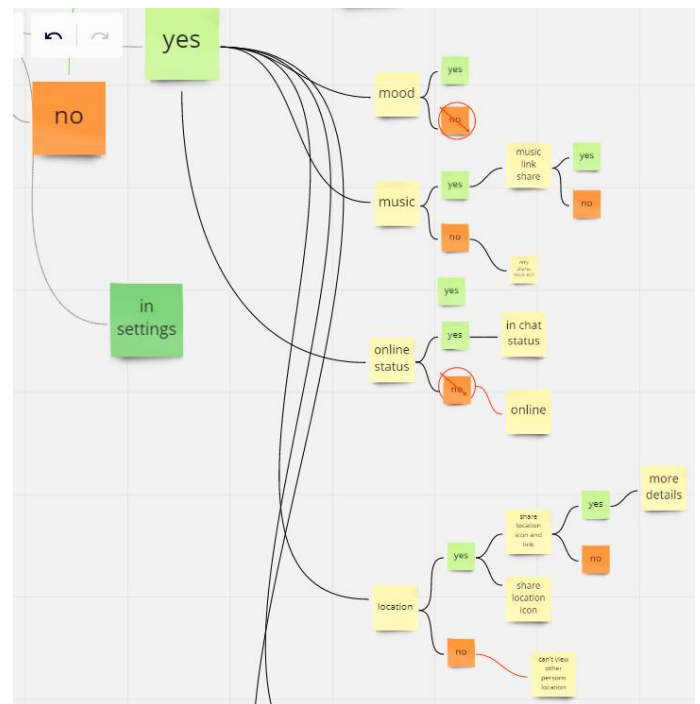 yes
no
in
settings
mood
yes
no
music
yes
music
link
share
yes
no
no
yes
online
status
yes
in chat
status
no
online
location
yes
share
location
icon and
link
yes
more
details
no
share
location
icon
no
can't view
other
persons
location